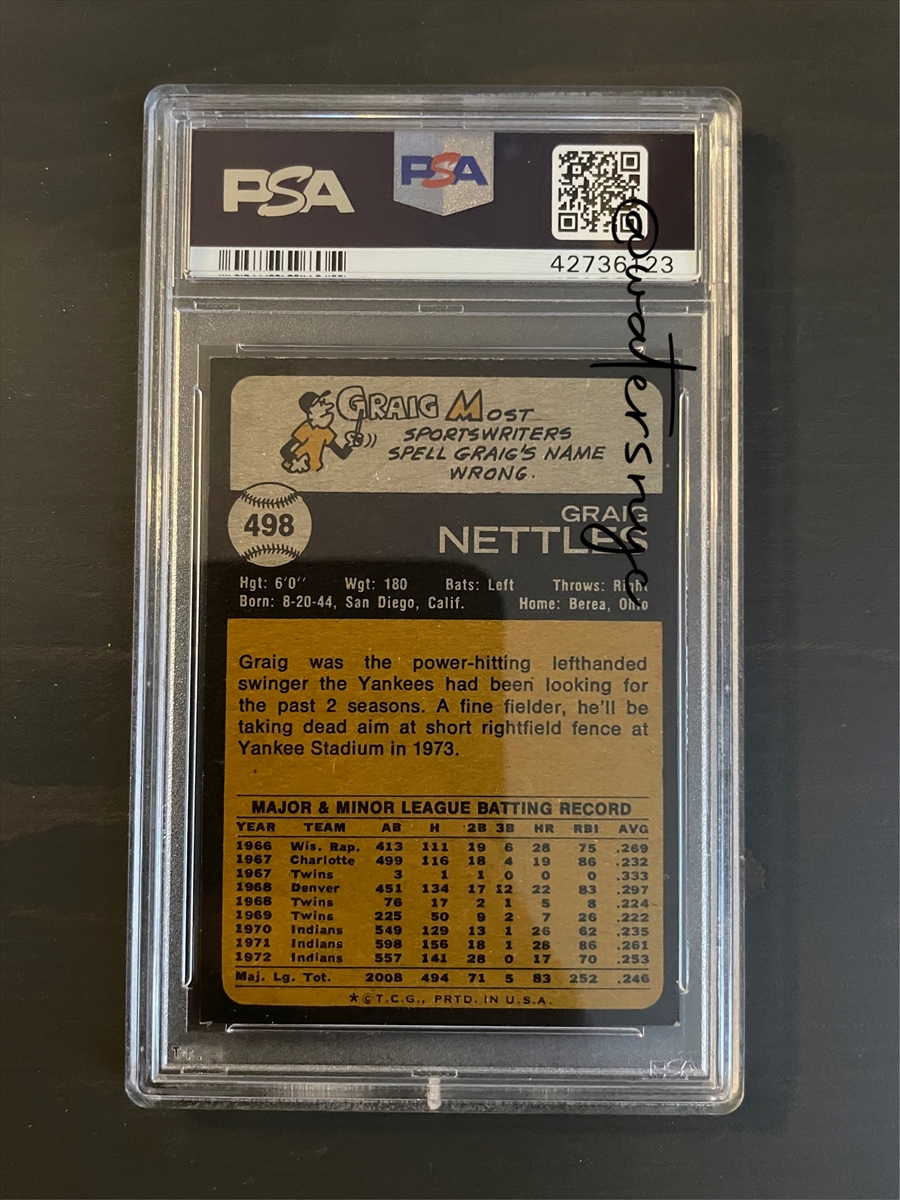 PSA PSA
42736123
@watersnyc
GRAIG MOST
SPORTSWRITERS
SPELL GRAIG'S NAME
WRONG.
498
GRAIG
NETTLES
Hgt: 6'0'' Wgt: 180 Bats: Left Throws: Right
Born: 8-20-44, San Diego, Calif. Home: Berea, Ohio
Graig was the power-hitting lefthanded
swinger the Yankees had been looking for
the past 2 seasons. A fine fielder, he'll be
taking dead aim at short rightfield fence at
Yankee Stadium in 1973.
MAJOR & MINOR LEAGUE BATTING RECORD
YEAR TEAM AB H 2B 3B HR RBI AVG
1966 Wis. Rap. 413 111 19 6 28 75 .269
1967 Charlotte 499 116 18 4 19 86 .232
1967 Twins 3 1 1 0 0 0 .333
1968 Denver 451 134 17 12 22 83 .297
1968 Twins 76 17 2 1 5 8 .224
1969 Twins 225 50 9 2 7 26 .222
1970 Indians 549 129 13 1 26 62 .235
1971 Indians 598 156 18 1 28 86 .261
1972 Indians 557 141 28 0 17 70 .253
Maj. Lg. Tot. 2008 494 71 5 83 252 .246
★ © T.C.G., PRTD. IN U.S.A.
PSA